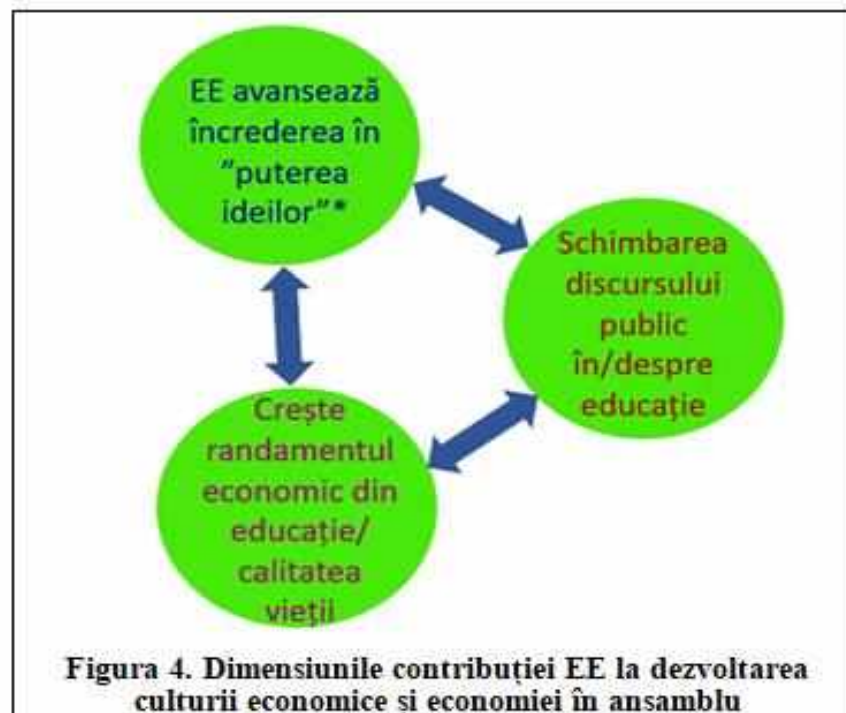 EE avansează
încrederea în
"puterea
ideilor"*
Schimbarea
discursului
public
în/despre
educație
Crește
randamentul
economic din
educație/
calitatea
vieții
Figura 4. Dimensiunile contribuției EE la dezvoltarea
culturii economice si economiei în ansamblu